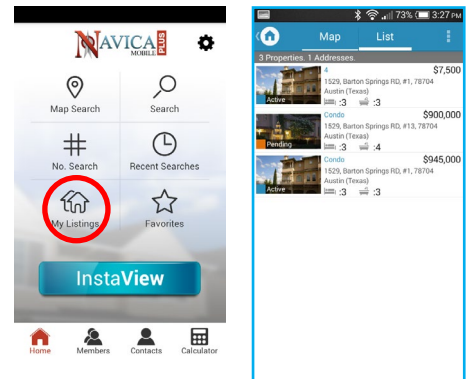 NAVICA PLUS
MOBILE
Map Search
Search
No. Search
Recent Searches
My Listings
Favorites
InstaView
Home
Members
Contacts
Calculator
73% 3:27 PM
Map
List
3 Properties. 1 Addresses.
4
$7,500
1529, Barton Springs RD, #1, 78704
Austin (Texas)
Active
:3 :3
Condo
$900,000
1529, Barton Springs RD, #13, 78704
Austin (Texas)
Pending
:3 :4
Condo
$945,000
1529, Barton Springs RD, #1, 78704
Austin (Texas)
Active
:3 :3